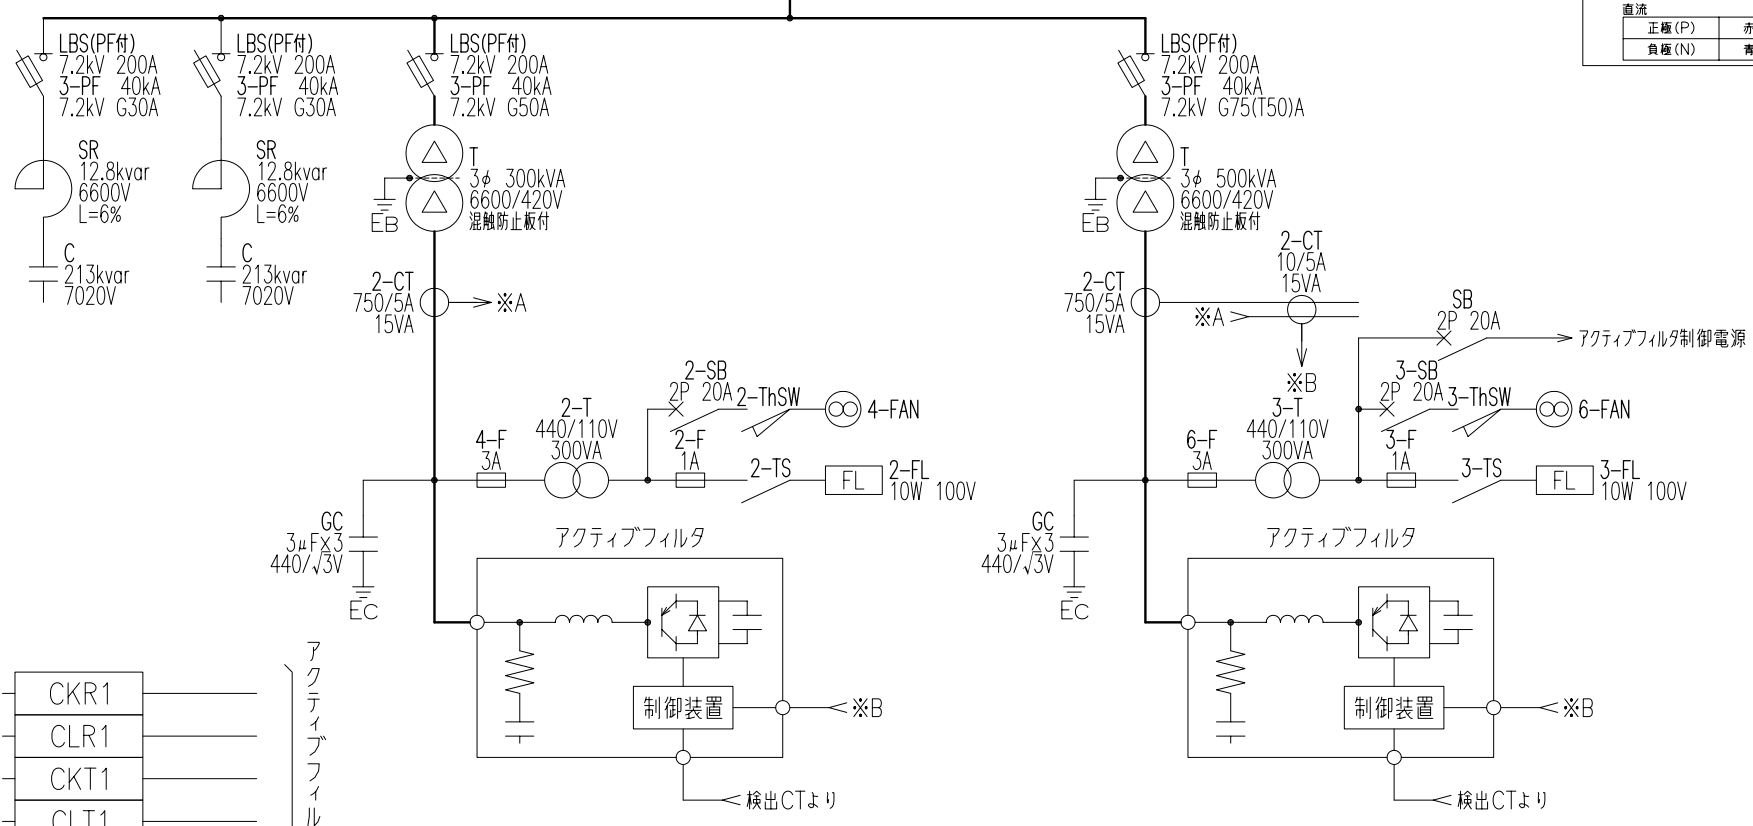 直流
正極(P)
負極(N)
LBS(PF付)
7.2kV 200A
3-PF 40kA
7.2kV G30A
SR
12.8kvar
6600V
L=6%
C
213kvar
7020V
LBS(PF付)
7.2kV 200A
3-PF 40kA
7.2kV G30A
SR
12.8kvar
6600V
L=6%
C
213kvar
7020V
LBS(PF付)
7.2kV 200A
3-PF 40kA
7.2kV G50A
T
3φ 300kVA
6600/420V
混触防止板付
EB
2-CT
750/5A
15VA
※A
2-SB
2P 20A
2-ThSW
4-FAN
2-T
440/110V
300VA
4-F
3A
2-F
1A
2-TS
FL
2-FL
10W 100V
GC
3μF×3
440/√3V
EC
アクティブフィルタ
制御装置
※B
検出CTより
LBS(PF付)
7.2kV 200A
3-PF 40kA
7.2kV G75(T50)A
T
3φ 500kVA
6600/420V
混触防止板付
EB
2-CT
750/5A
15VA
2-CT
10/5A
15VA
※A
※B
SB
2P 20A
アクティブフィルタ制御電源
3-SB
2P 20A
3-ThSW
6-FAN
3-T
440/110V
300VA
6-F
3A
3-F
1A
3-TS
FL
3-FL
10W 100V
GC
3μF×3
440/√3V
EC
アクティブフィルタ
制御装置
※B
検出CTより
CKR1
CLR1
CKT1
CLT1
アクティブフィル